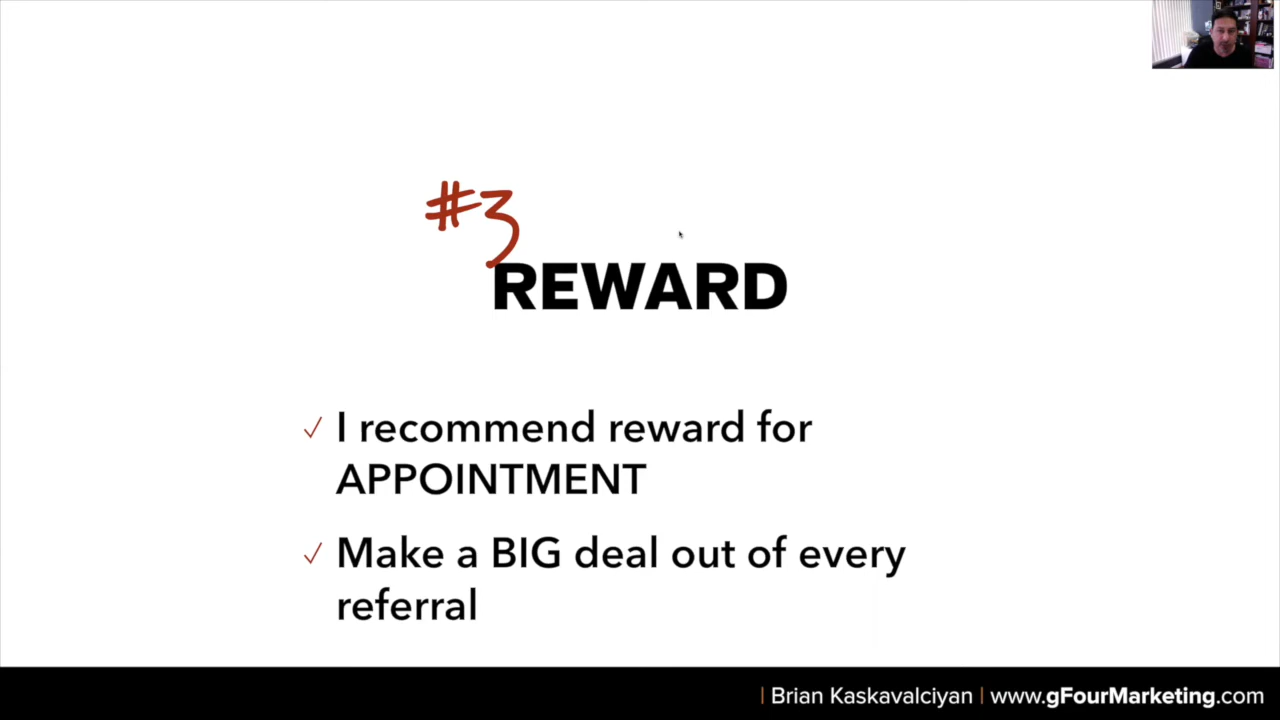 #3
REWARD
✓ I recommend reward for
APPOINTMENT
✓ Make a BIG deal out of every
referral
| Brian Kaskavalciyan | www.gFourMarketing.com